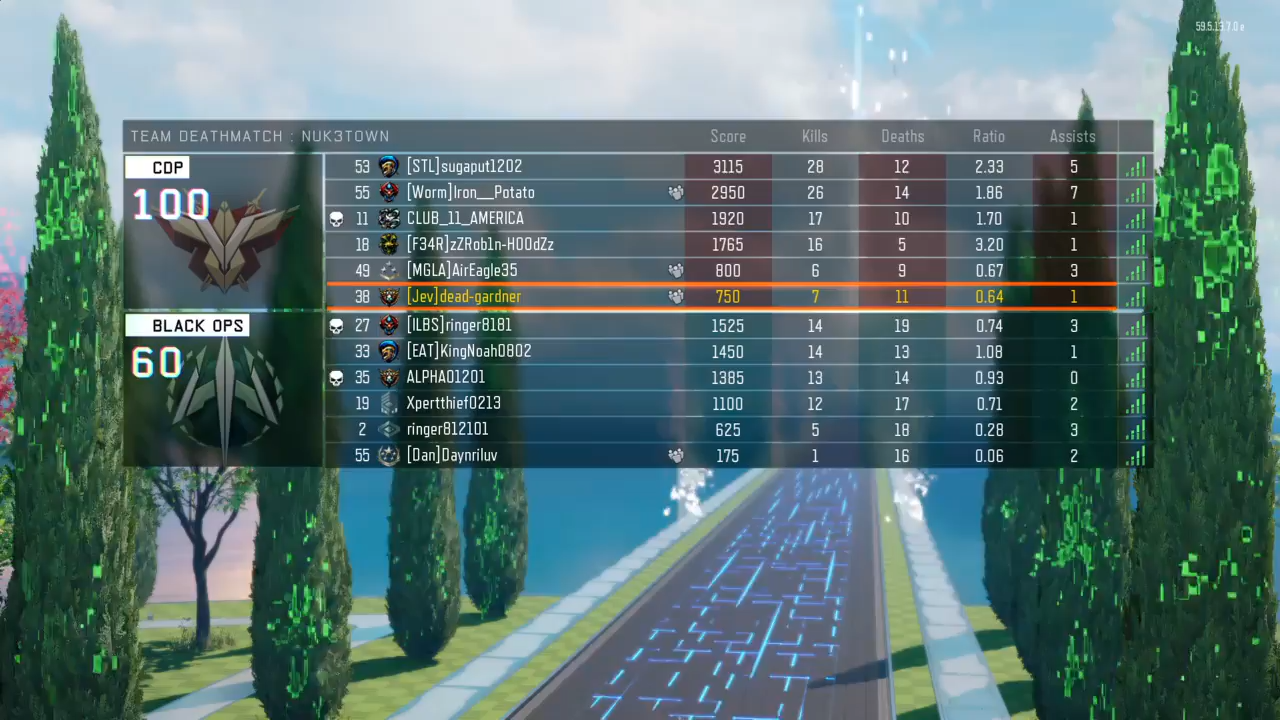 59.5.13.7.0 e
TEAM DEATHMATCH : NUK3TOWN Score Kills Deaths Ratio Assists
CDP
100
53 [STL]sugaput1202 3115 28 12 2.33 5
55 [Worm]Iron__Potato 2950 26 14 1.86 7
11 CLUB_11_AMERICA 1920 17 10 1.70 1
18 [F34R]zZRob1n-H00dZz 1765 16 5 3.20 1
49 [MGLA]AirEagle35 800 6 9 0.67 3
38 [Jev]dead-gardner 750 7 11 0.64 1
BLACK OPS
60
27 [ILBS]ringer8181 1525 14 19 0.74 3
33 [EAT]KingNoah0802 1450 14 13 1.08 1
35 ALPHA01201 1385 13 14 0.93 0
19 Xpertthief0213 1100 12 17 0.71 2
2 ringer812101 625 5 18 0.28 3
55 [Dan]Daynriluv 175 1 16 0.06 2